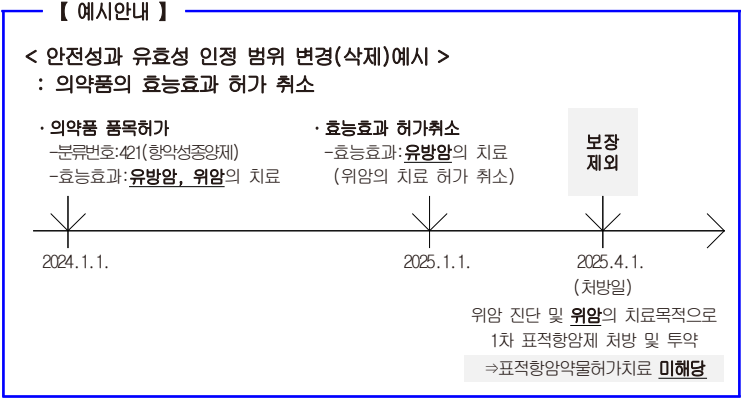 【 예시안내 】
< 안전성과 유효성 인정 범위 변경(삭제)예시 >
: 의약품의 효능효과 허가 취소
· 의약품 품목허가
-분류번호:421(항악성종양제)
-효능효과:유방암, 위암의 치료
· 효능효과 허가취소
-효능효과:유방암의 치료
(위암의 치료 허가 취소)
보장
제외
2024.1.1.
2025.1.1.
2025.4.1.
(처방일)
위암 진단 및 위암의 치료목적으로
1차 표적항암제 처방 및 투약
⇒표적항암약물허가치료 미해당